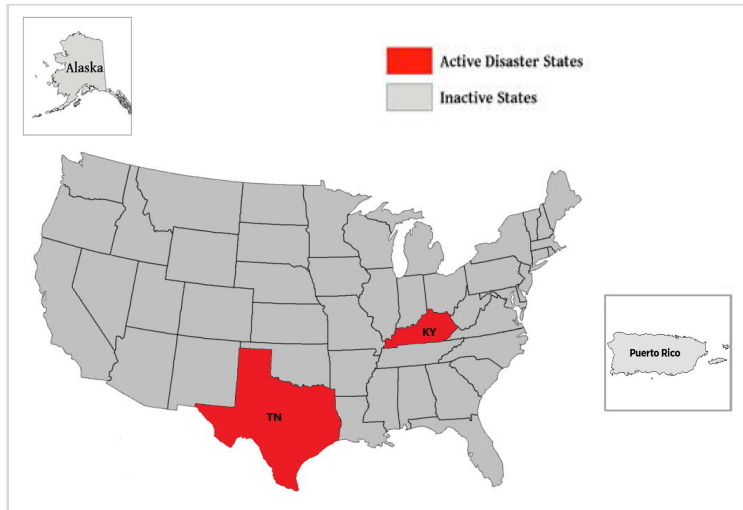 Alaska
Active Disaster States
Inactive States
KY
Puerto Rico
TN